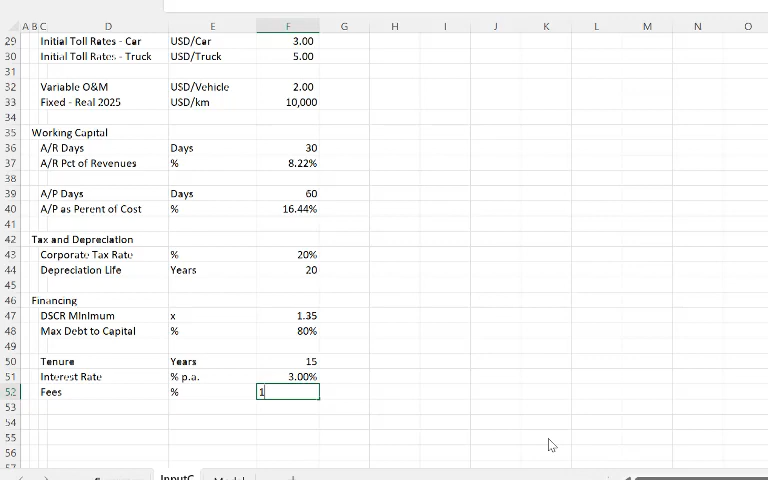 A B C D E F G H I J K L M N O
29 Initial Toll Rates - Car USD/Car 3.00
30 Initial Toll Rates - Truck USD/Truck 5.00
31
32 Variable O&M USD/Vehicle 2.00
33 Fixed - Real 2025 USD/km 10,000
34
35 Working Capital
36 A/R Days Days 30
37 A/R Pct of Revenues % 8.22%
38
39 A/P Days Days 60
40 A/P as Perent of Cost % 16.44%
41
42 Tax and Depreciation
43 Corporate Tax Rate % 20%
44 Depreciation Life Years 20
45
46 Financing
47 DSCR Minimum x 1.35
48 Max Debt to Capital % 80%
49
50 Tenure Years 15
51 Interest Rate % p.a. 3.00%
52 Fees % 1
53
54
55
56
57
InputC Model